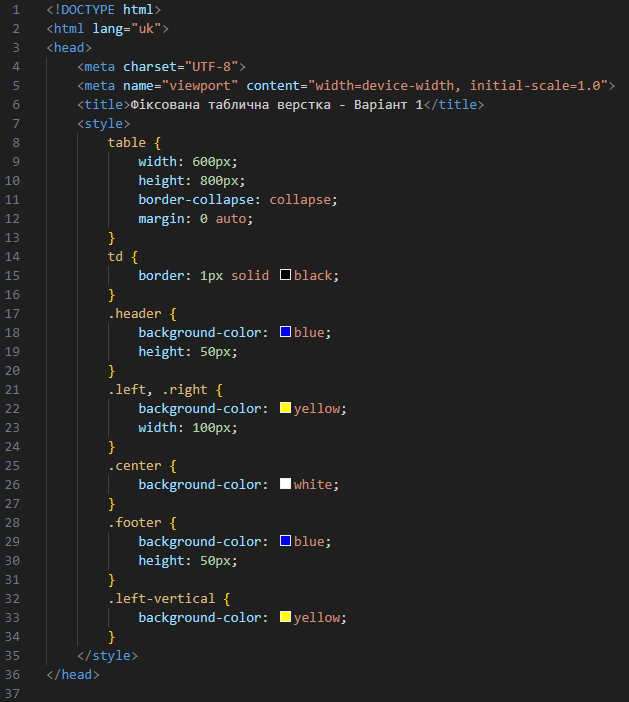 1 <!DOCTYPE html>
2 <html lang="uk">
3 <head>
4     <meta charset="UTF-8">
5     <meta name="viewport" content="width=device-width, initial-scale=1.0">
6     <title>Фіксована таблична верстка - Варіант 1</title>
7     <style>
8         table {
9             width: 600px;
10             height: 800px;
11             border-collapse: collapse;
12             margin: 0 auto;
13         }
14         td {
15             border: 1px solid black;
16         }
17         .header {
18             background-color: blue;
19             height: 50px;
20         }
21         .left, .right {
22             background-color: yellow;
23             width: 100px;
24         }
25         .center {
26             background-color: white;
27         }
28         .footer {
29             background-color: blue;
30             height: 50px;
31         }
32         .left-vertical {
33             background-color: yellow;
34         }
35     </style>
36 </head>
37